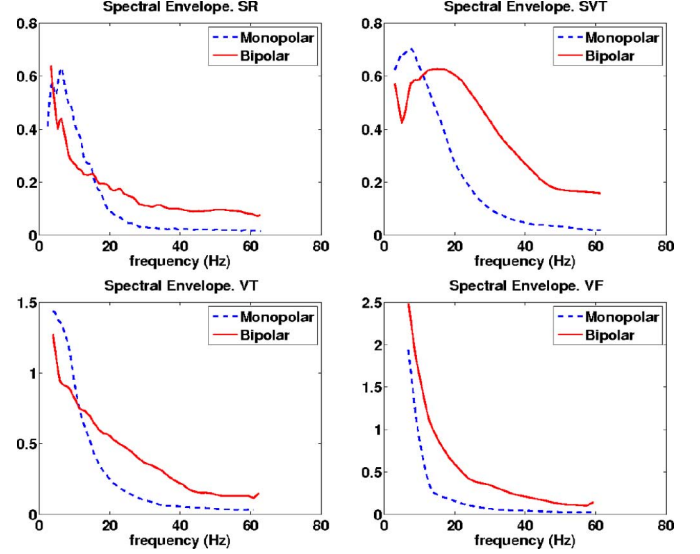 Spectral Envelope. SR
0.8
0.6
0.4
0.2
0
0 20 40 60 80
frequency (Hz)
Monopolar
Bipolar
Spectral Envelope. SVT
0.8
0.6
0.4
0.2
0
0 20 40 60 80
frequency (Hz)
Monopolar
Bipolar
Spectral Envelope. VT
1.5
1
0.5
0
0 20 40 60 80
frequency (Hz)
Monopolar
Bipolar
Spectral Envelope. VF
2.5
2
1.5
1
0.5
0
0 20 40 60 80
frequency (Hz)
Monopolar
Bipolar